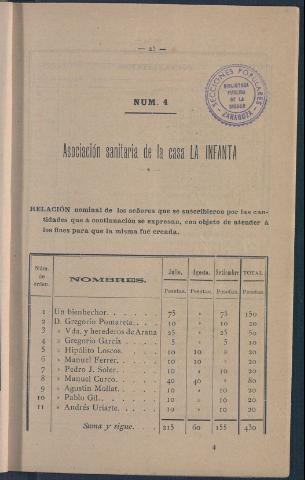 — 25 —
SECCIONES POPULARES
BIBLIOTECA
PÚBLICA
DE LA
CIUDAD
ZARAGOZA
NUM. 4
Asociación sanitaria de la casa LA INFANTA
RELACIÓN nominal de los señores que se suscribieron por las can-
tidades que á continuación se expresan, con objeto de atender á
los fines para que la misma fué creada.
Núm. de orden. NOMBRES. Julio. Pesetas. Agosto. Pesetas. Setiembre Pesetas. TOTAL Pesetas.
1 Un bienhechor. . . . . . 75 » 75 150
2 D. Gregorio Pomareta. . . . 10 » 10 20
3 » Vda. y herederos de Arana 25 » 25 50
4 » Gregorio García . . . . 5 » 5 10
5 » Hipólito Loscos. . . . . 10 10 » 20
6 » Manuel Ferrer. . . . . 10 10 » 20
7 » Pedro J. Soler. . . . . 10 » 10 20
8 » Manuel Curco. . . . . 40 40 » 80
9 » Agustín Mollat. . . . . 10 » 10 20
10 » Pablo Gil. . . . . . 10 » 10 20
11 » Andrés Uriarte. . . . . 10 » 10 20
Suma y sigue. . . . 215 60 155 430
4